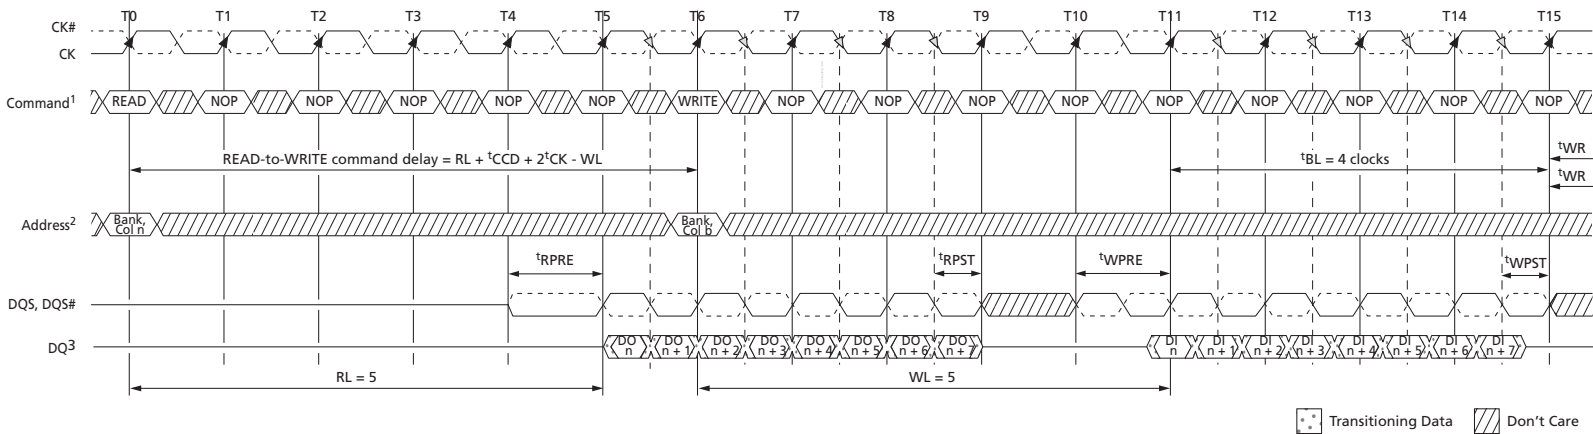 T0 T1 T2 T3 T4 T5 T6 T7 T8 T9 T10 T11 T12 T13 T14 T15
CK#
CK
Command1 READ NOP NOP NOP NOP NOP WRITE NOP NOP NOP NOP NOP NOP NOP NOP NOP
READ-to-WRITE command delay = RL + tCCD + 2tCK - WL
tBL = 4 clocks
tWR
tWR
Address2
Bank, Col n
Bank, Col b
tRPRE tRPST tWPRE tWPST
DQS, DQS#
DQ3
DO n DO n + 1 DO n + 2 DO n + 3 DO n + 4 DO n + 5 DO n + 6 DO n + 7 DI n DI n + 1 DI n + 2 DI n + 3 DI n + 4 DI n + 5 DI n + 6 DI n + 7
RL = 5 WL = 5
Transitioning Data Don't Care